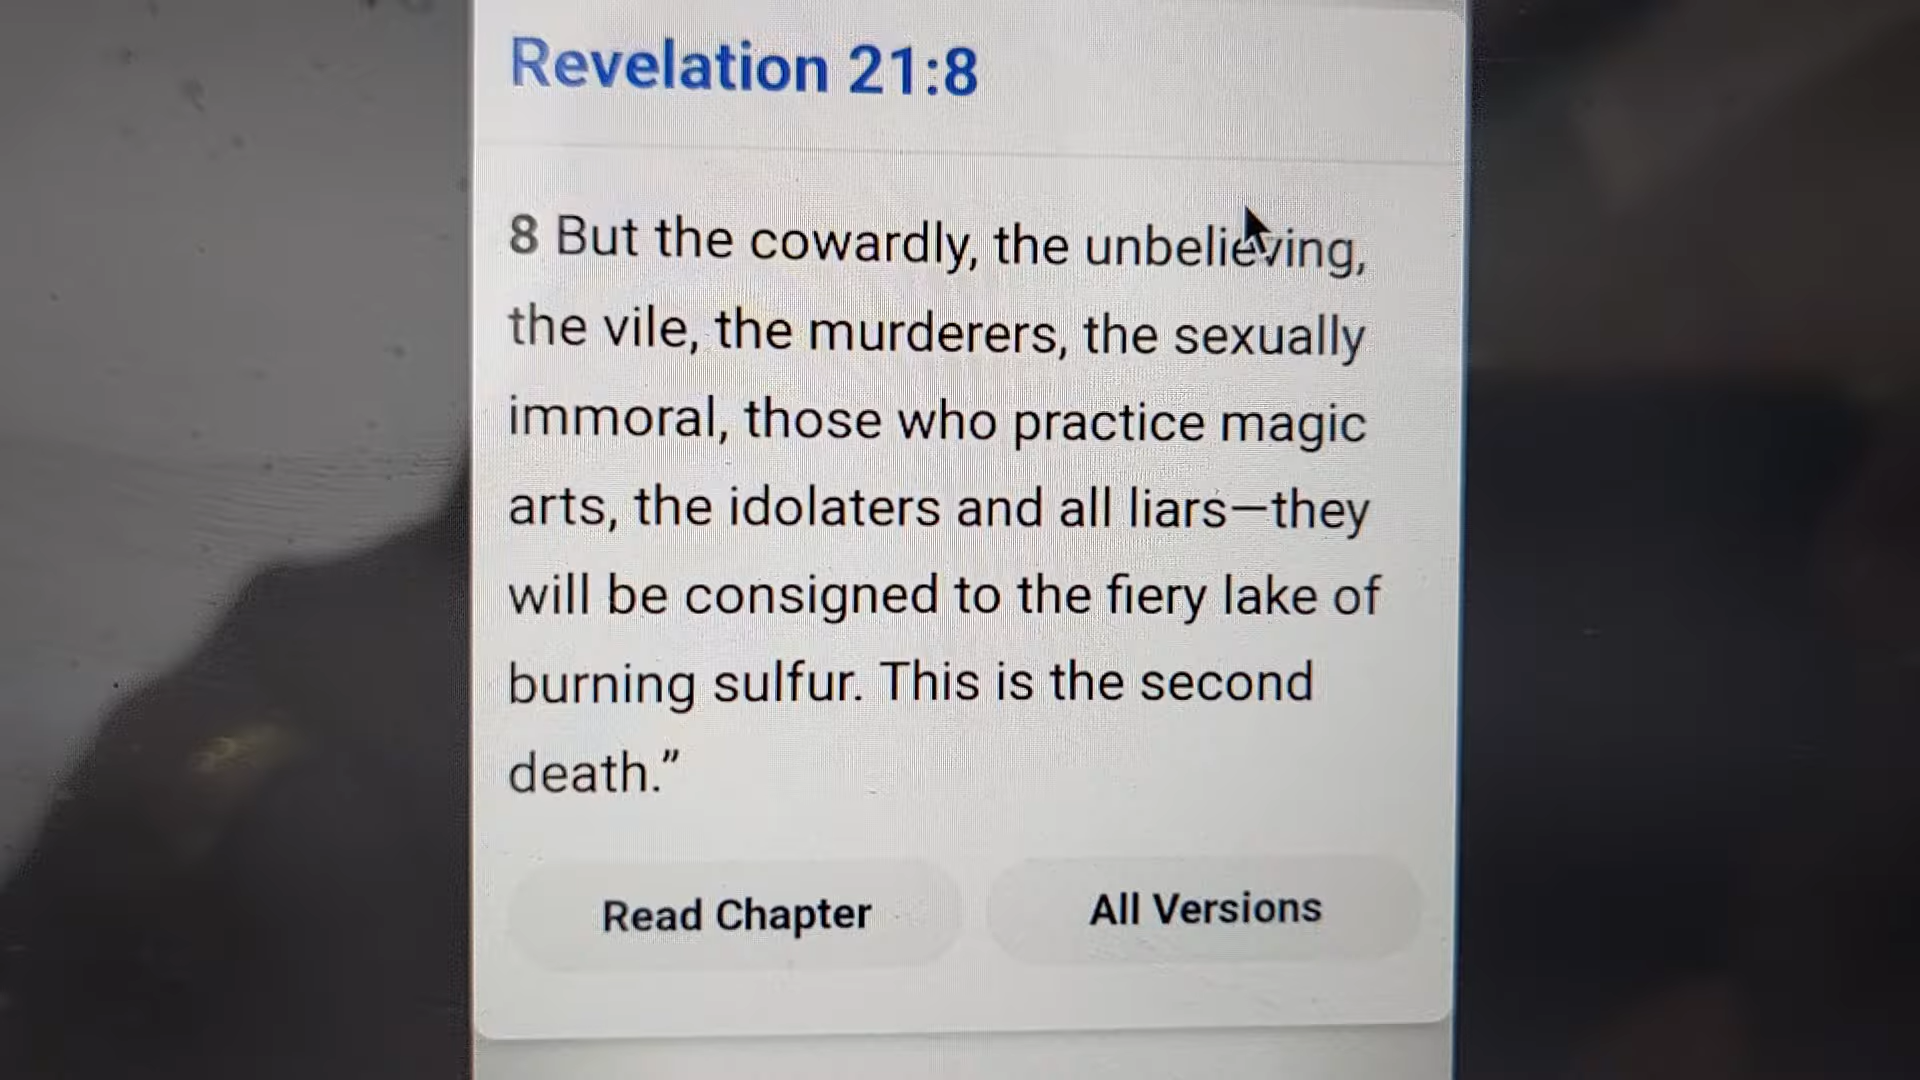 Revelation 21:8
8 But the cowardly, the unbelieving,
the vile, the murderers, the sexually
immoral, those who practice magic
arts, the idolaters and all liars—they
will be consigned to the fiery lake of
burning sulfur. This is the second
death.”
Read Chapter
All Versions